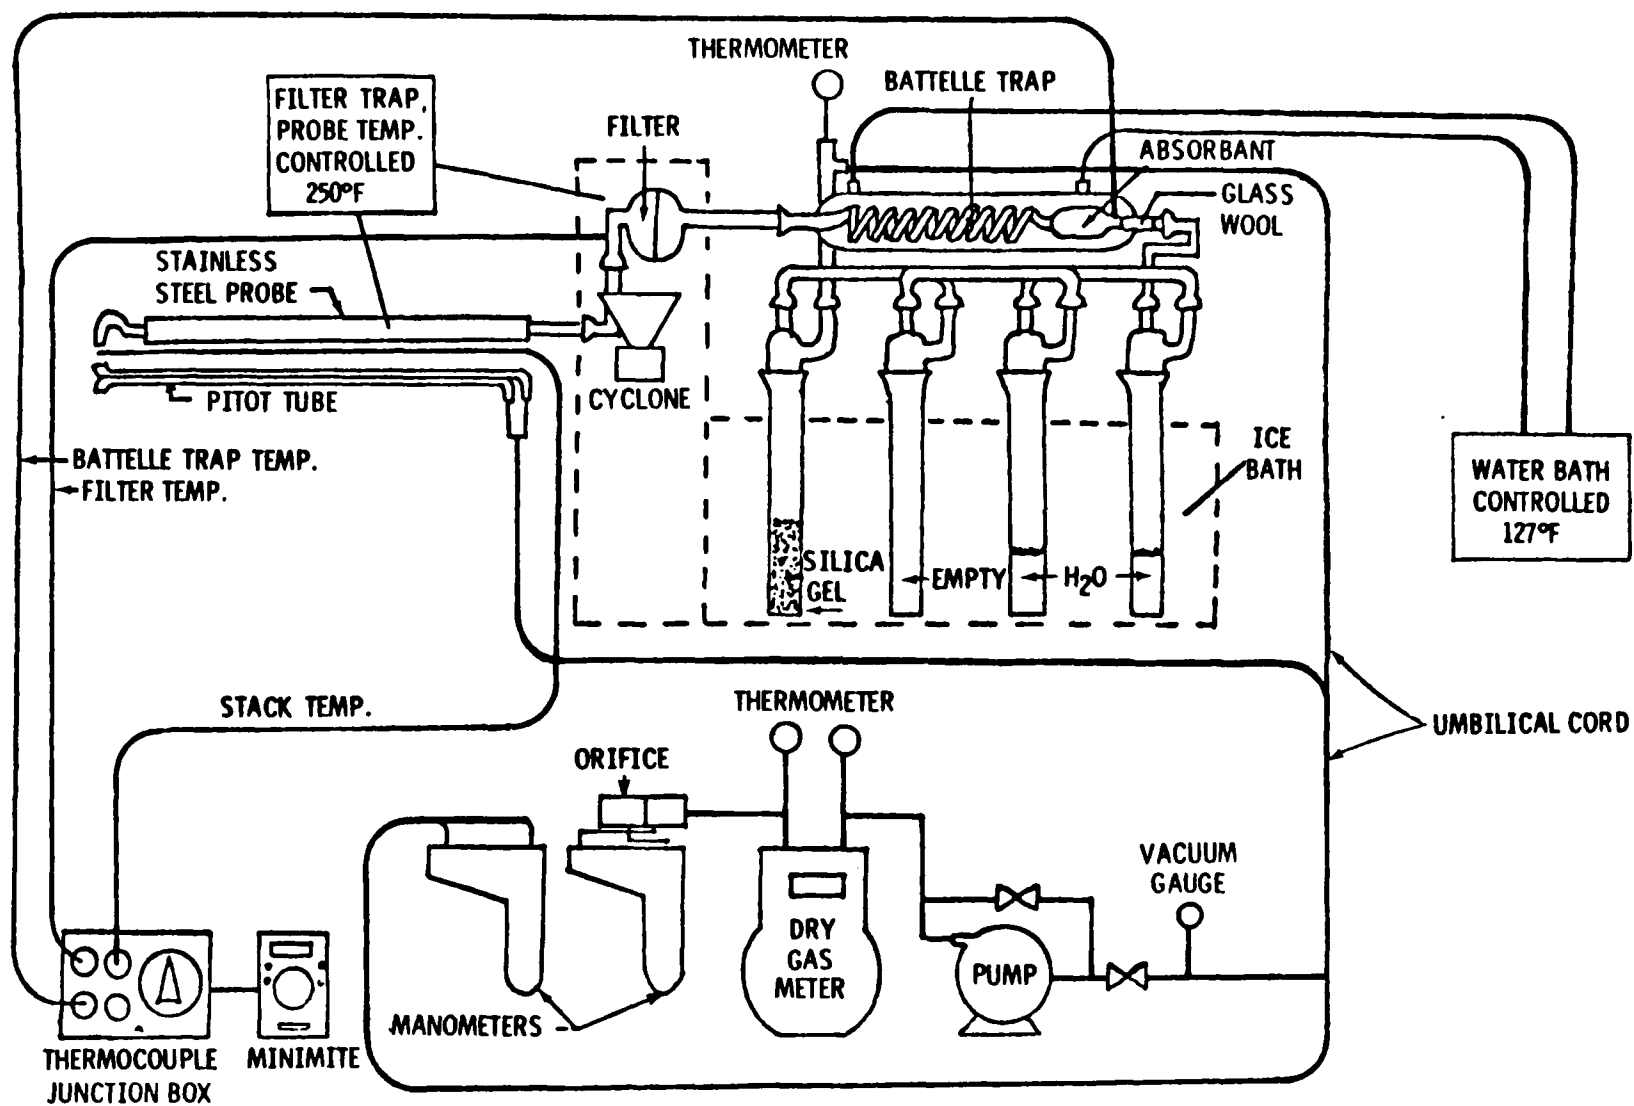 THERMOMETER
BATTELLE TRAP
FILTER TRAP,
PROBE TEMP.
CONTROLLED
250°F
FILTER
ABSORBANT
GLASS
WOOL
STAINLESS
STEEL PROBE
CYCLONE
PITOT TUBE
ICE
BATH
BATTELLE TRAP TEMP.
FILTER TEMP.
WATER BATH
CONTROLLED
127°F
SILICA
GEL
EMPTY
H2O
STACK TEMP.
THERMOMETER
UMBILICAL CORD
ORIFICE
VACUUM
GAUGE
DRY
GAS
METER
PUMP
MANOMETERS
THERMOCOUPLE
JUNCTION BOX
MINIMITE